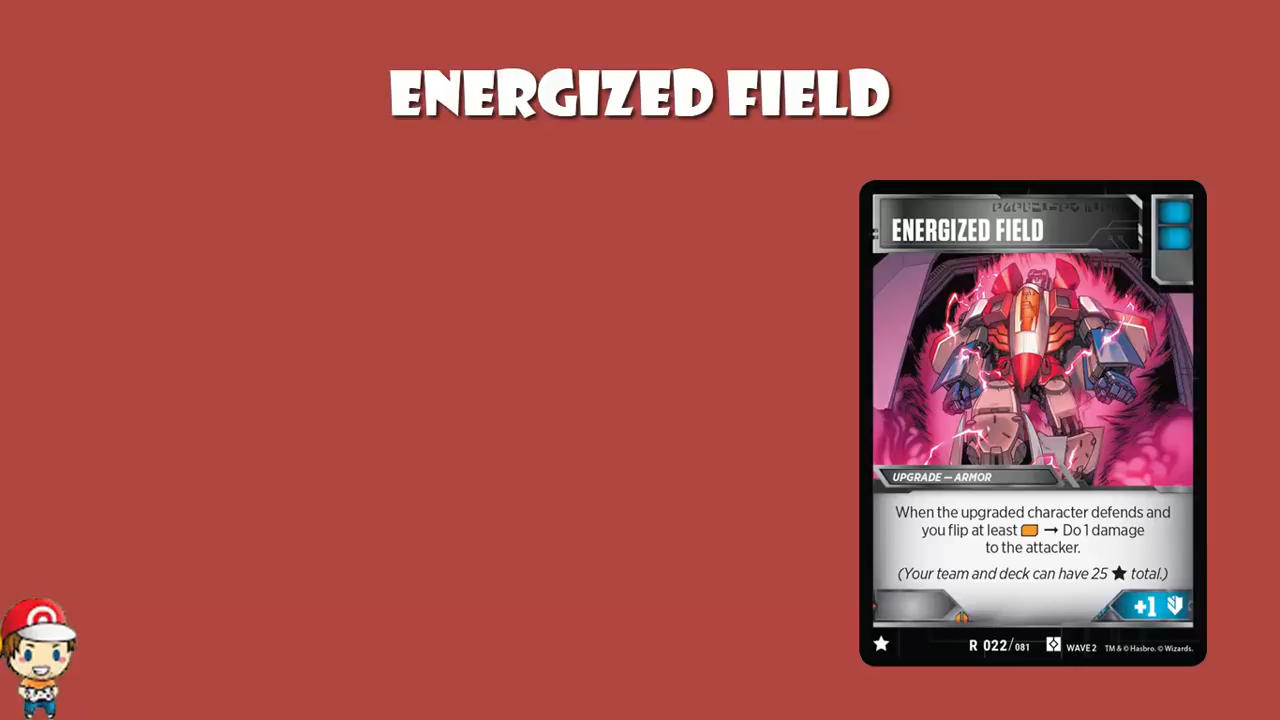 ENERGIZED FIELD
ENERGIZED FIELD
UPGRADE — ARMOR
When the upgraded character defends and
you flip at least → Do 1 damage
to the attacker.
(Your team and deck can have 25 ★ total.)
+1
★ R 022/081 WAVE 2 TM & © Hasbro. © Wizards.